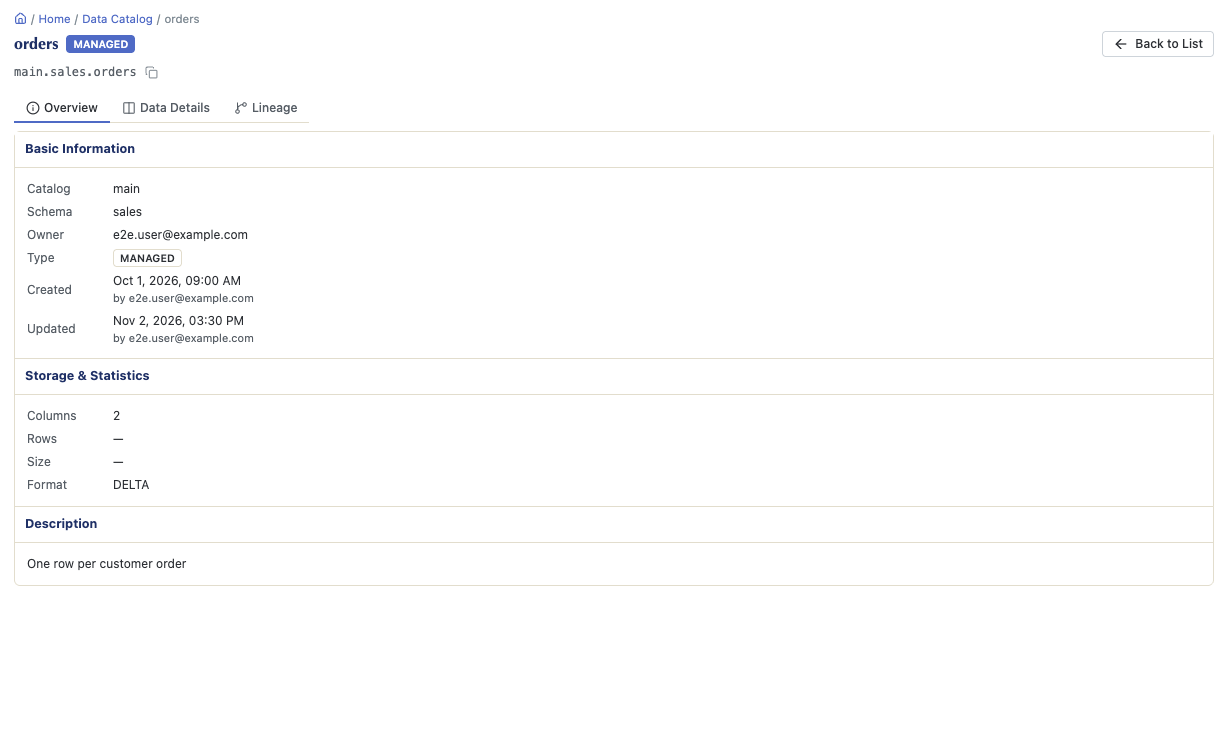 / Home / Data Catalog / orders
orders MANAGED
Back to List
main.sales.orders
Overview Data Details Lineage
Basic Information
Catalog main
Schema sales
Owner e2e.user@example.com
Type MANAGED
Created Oct 1, 2026, 09:00 AM
by e2e.user@example.com
Updated Nov 2, 2026, 03:30 PM
by e2e.user@example.com
Storage & Statistics
Columns 2
Rows —
Size —
Format DELTA
Description
One row per customer order